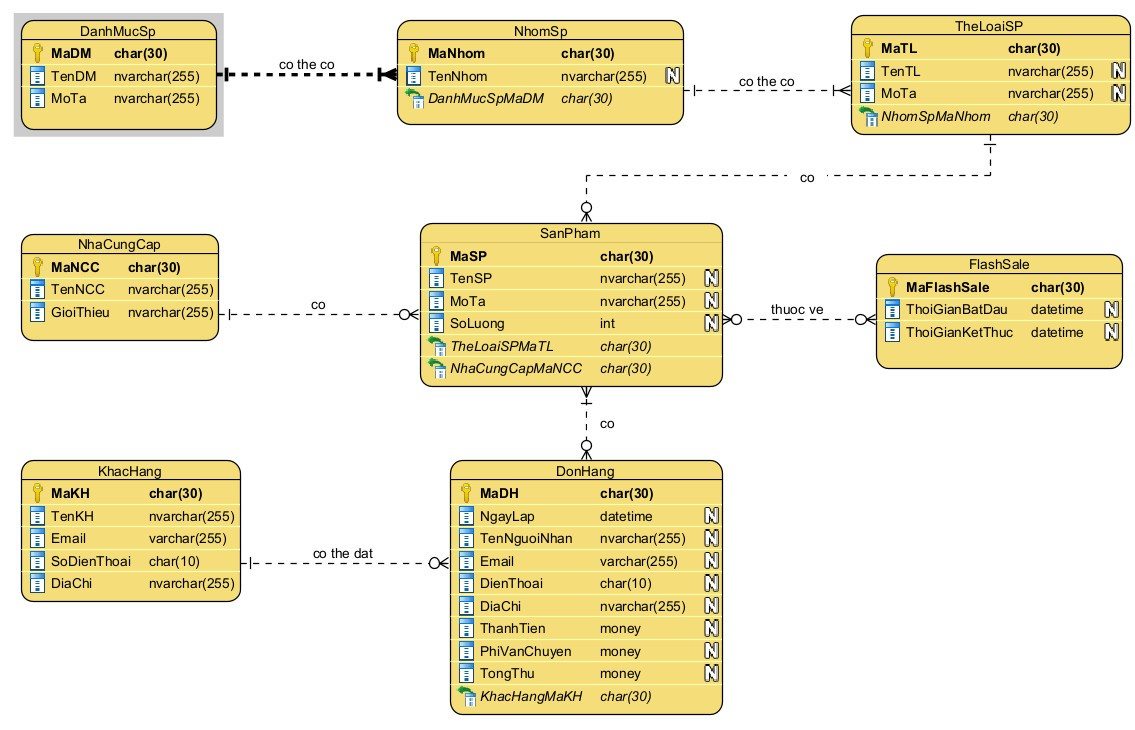 DanhMucSp
MaDM char(30)
TenDM nvarchar(255)
MoTa nvarchar(255)
co the co
NhomSp
MaNhom char(30)
TenNhom nvarchar(255) N
DanhMucSpMaDM char(30)
co the co
TheLoaiSP
MaTL char(30)
TenTL nvarchar(255) N
MoTa nvarchar(255) N
NhomSpMaNhom char(30)
co
NhaCungCap
MaNCC char(30)
TenNCC nvarchar(255)
GioiThieu nvarchar(255)
co
SanPham
MaSP char(30)
TenSP nvarchar(255) N
MoTa nvarchar(255) N
SoLuong int N
TheLoaiSPMaTL char(30)
NhaCungCapMaNCC char(30)
thuoc ve
FlashSale
MaFlashSale char(30)
ThoiGianBatDau datetime N
ThoiGianKetThuc datetime N
co
KhacHang
MaKH char(30)
TenKH nvarchar(255)
Email varchar(255)
SoDienThoai char(10)
DiaChi nvarchar(255)
co the dat
DonHang
MaDH char(30)
NgayLap datetime N
TenNguoiNhan nvarchar(255) N
Email varchar(255) N
DienThoai char(10) N
DiaChi nvarchar(255) N
ThanhTien money N
PhiVanChuyen money N
TongThu money N
KhacHangMaKH char(30)